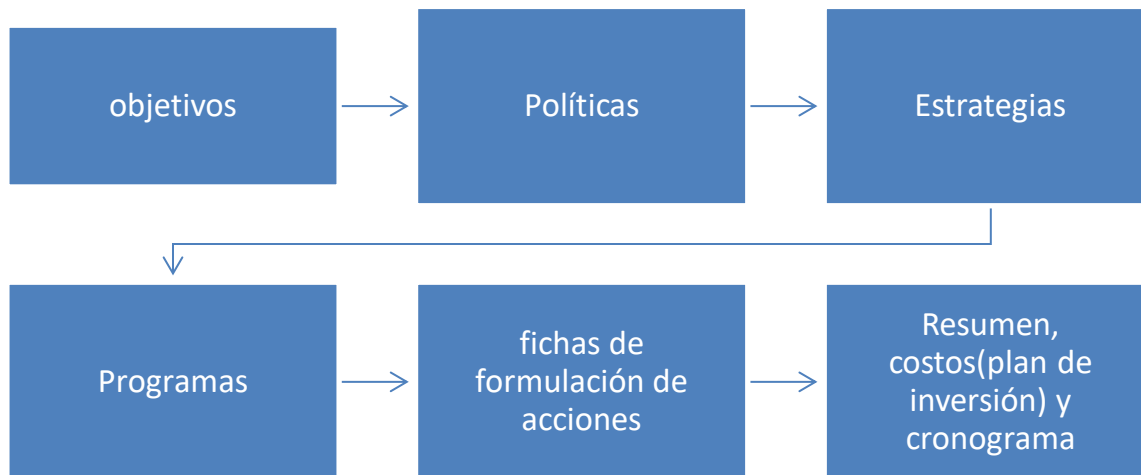 objetivos
Políticas
Estrategias
Programas
fichas de
formulación de
acciones
Resumen,
costos(plan de
inversión) y
cronograma